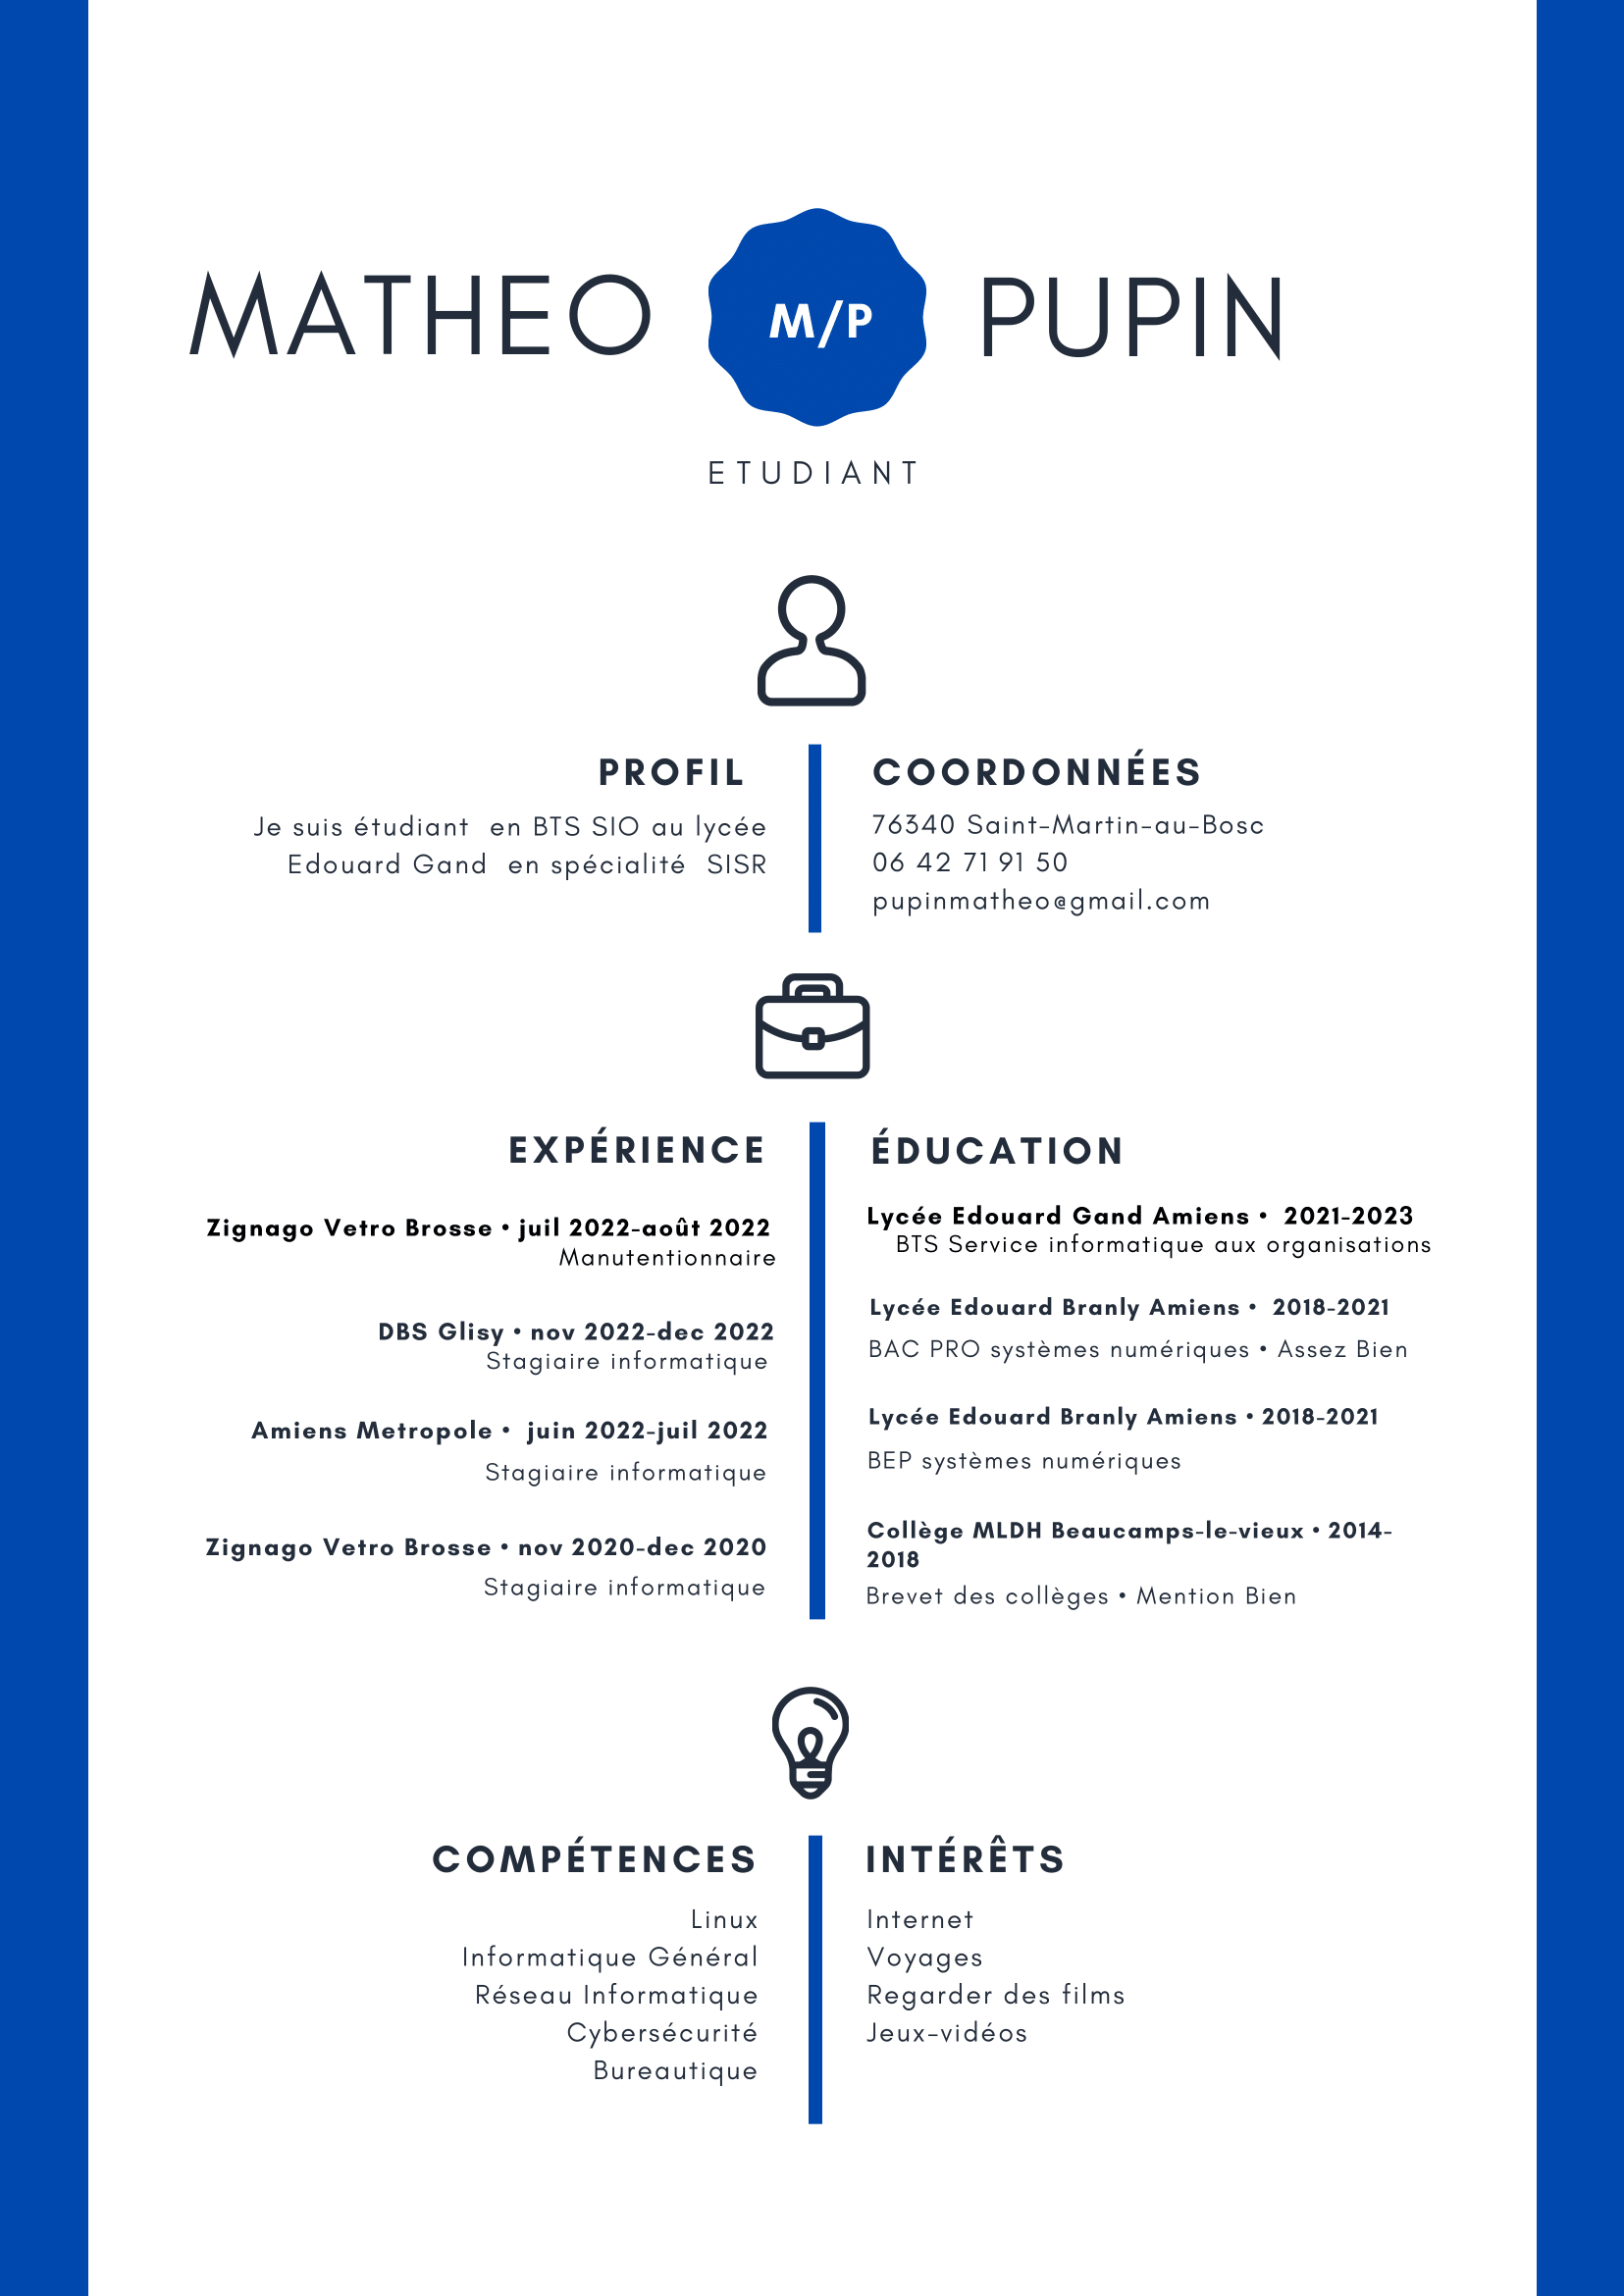 MATHEO
M/P
PUPIN
ETUDIANT
PROFIL
Je suis étudiant en BTS SIO au lycée
Edouard Gand en spécialité SISR
COORDONNÉES
76340 Saint-Martin-au-Bosc
06 42 71 91 50
pupinmatheo@gmail.com
EXPÉRIENCE
Zignago Vetro Brosse • juil 2022-août 2022
Manutentionnaire
DBS Glisy • nov 2022-dec 2022
Stagiaire informatique
Amiens Metropole • juin 2022-juil 2022
Stagiaire informatique
Zignago Vetro Brosse • nov 2020-dec 2020
Stagiaire informatique
ÉDUCATION
Lycée Edouard Gand Amiens • 2021-2023
BTS Service informatique aux organisations
Lycée Edouard Branly Amiens • 2018-2021
BAC PRO systèmes numériques • Assez Bien
Lycée Edouard Branly Amiens • 2018-2021
BEP systèmes numériques
Collège MLDH Beaucamps-le-vieux • 2014-
2018
Brevet des collèges • Mention Bien
COMPÉTENCES
Linux
Informatique Général
Réseau Informatique
Cybersécurité
Bureautique
INTÉRÊTS
Internet
Voyages
Regarder des films
Jeux-vidéos